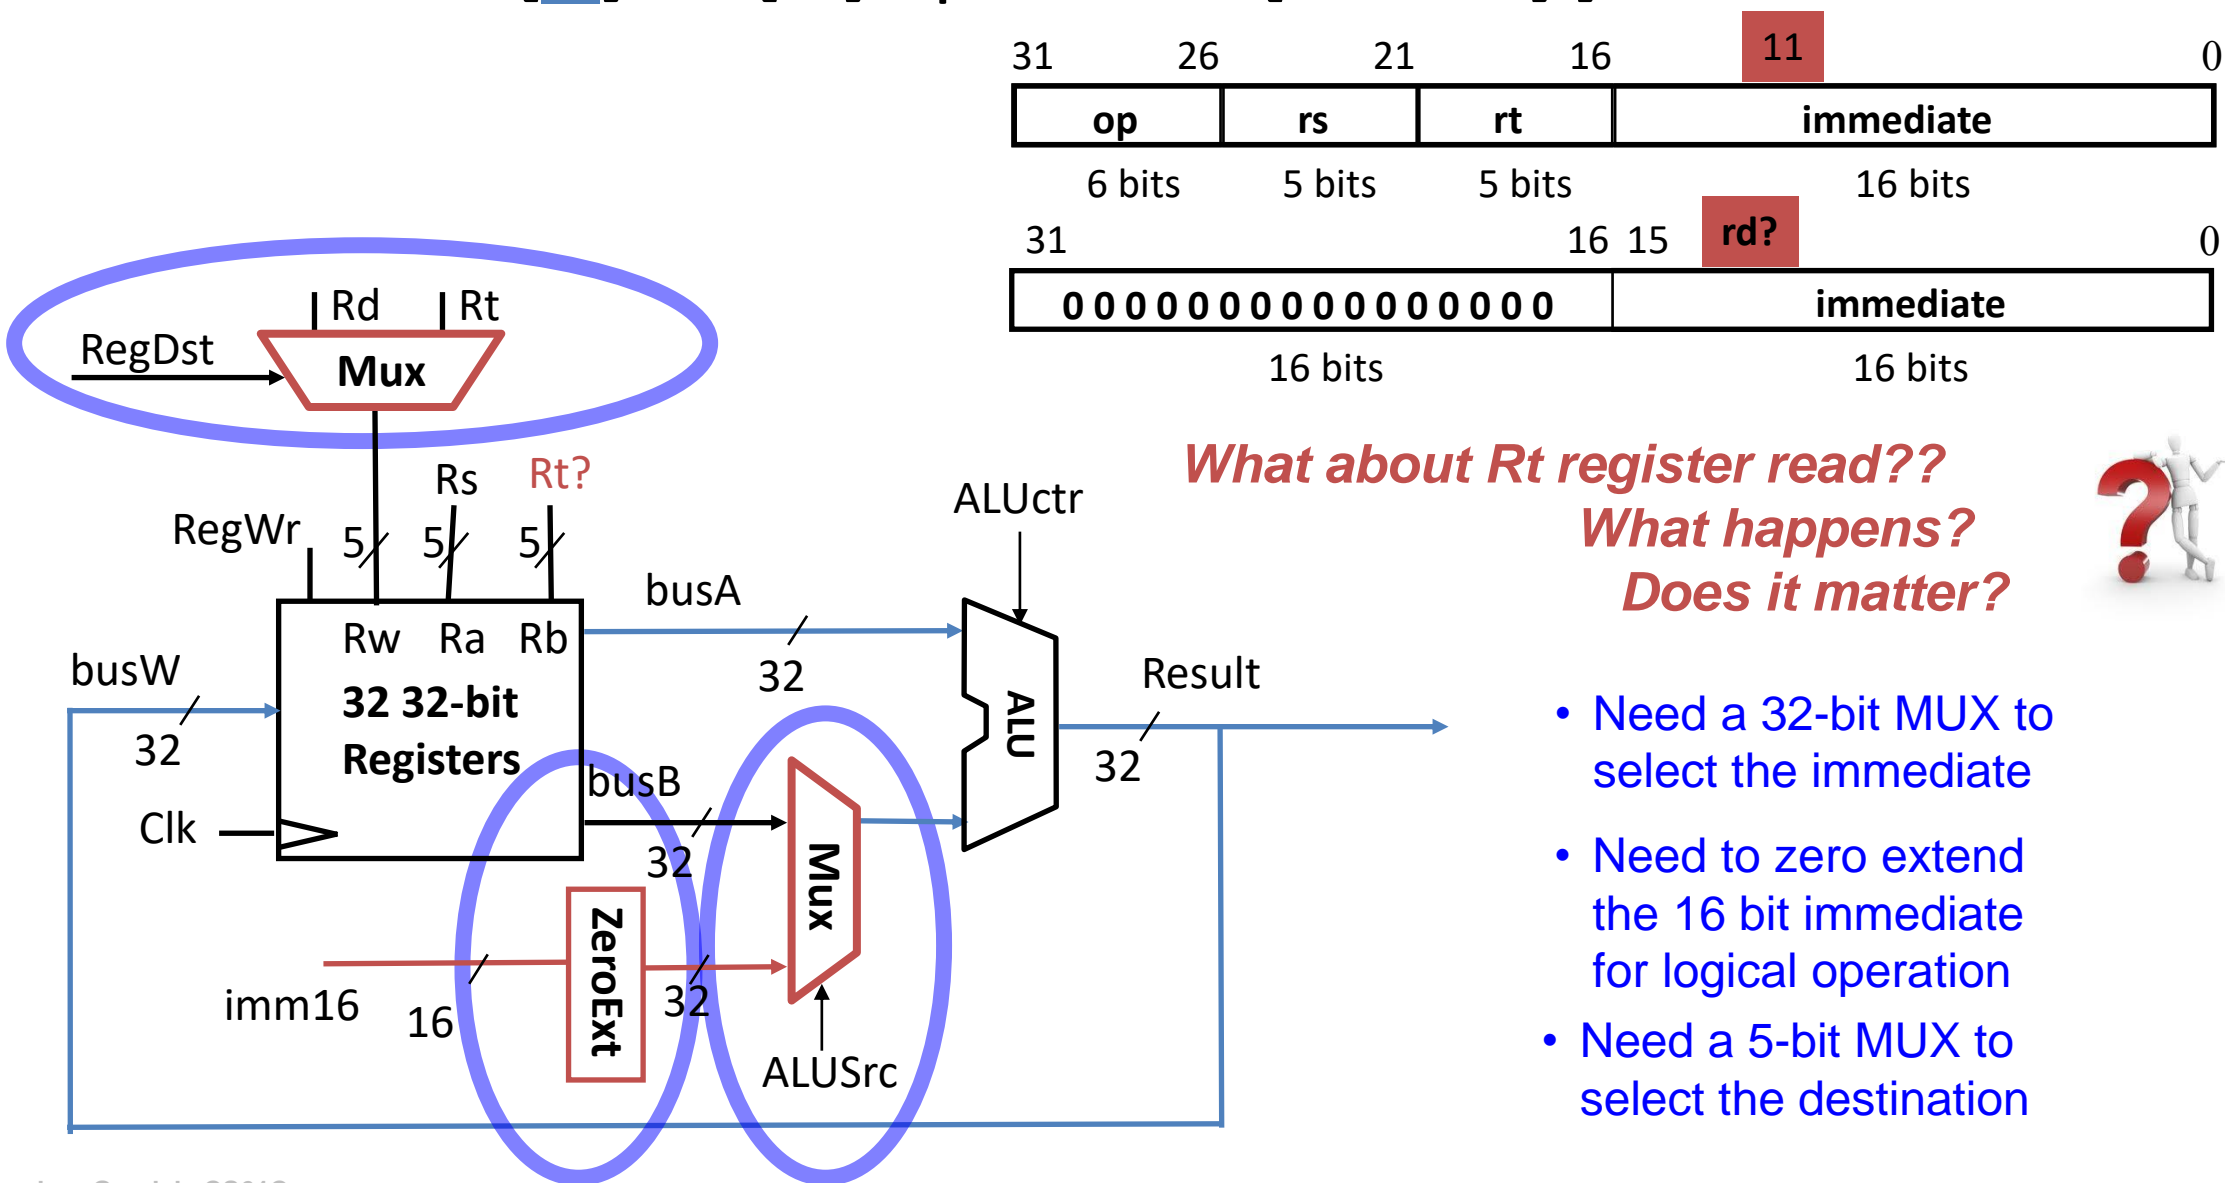 31 26 21 16 11 0
op rs rt immediate
6 bits 5 bits 5 bits 16 bits
31 16 15 rd? 0
0 0 0 0 0 0 0 0 0 0 0 0 0 0 0 0 immediate
16 bits 16 bits
Rd Rt
RegDst
Mux
What about Rt register read??
What happens?
Does it matter?
Rs Rt?
RegWr 5 5 5
ALUctr
busA
Rw Ra Rb
busW
32
32
Result
32 32-bit
Registers
ALU
32
busB
Clk
32
Mux
ZeroExt
imm16 16
32
ALUSrc
• Need a 32-bit MUX to
select the immediate
• Need to zero extend
the 16 bit immediate
for logical operation
• Need a 5-bit MUX to
select the destination